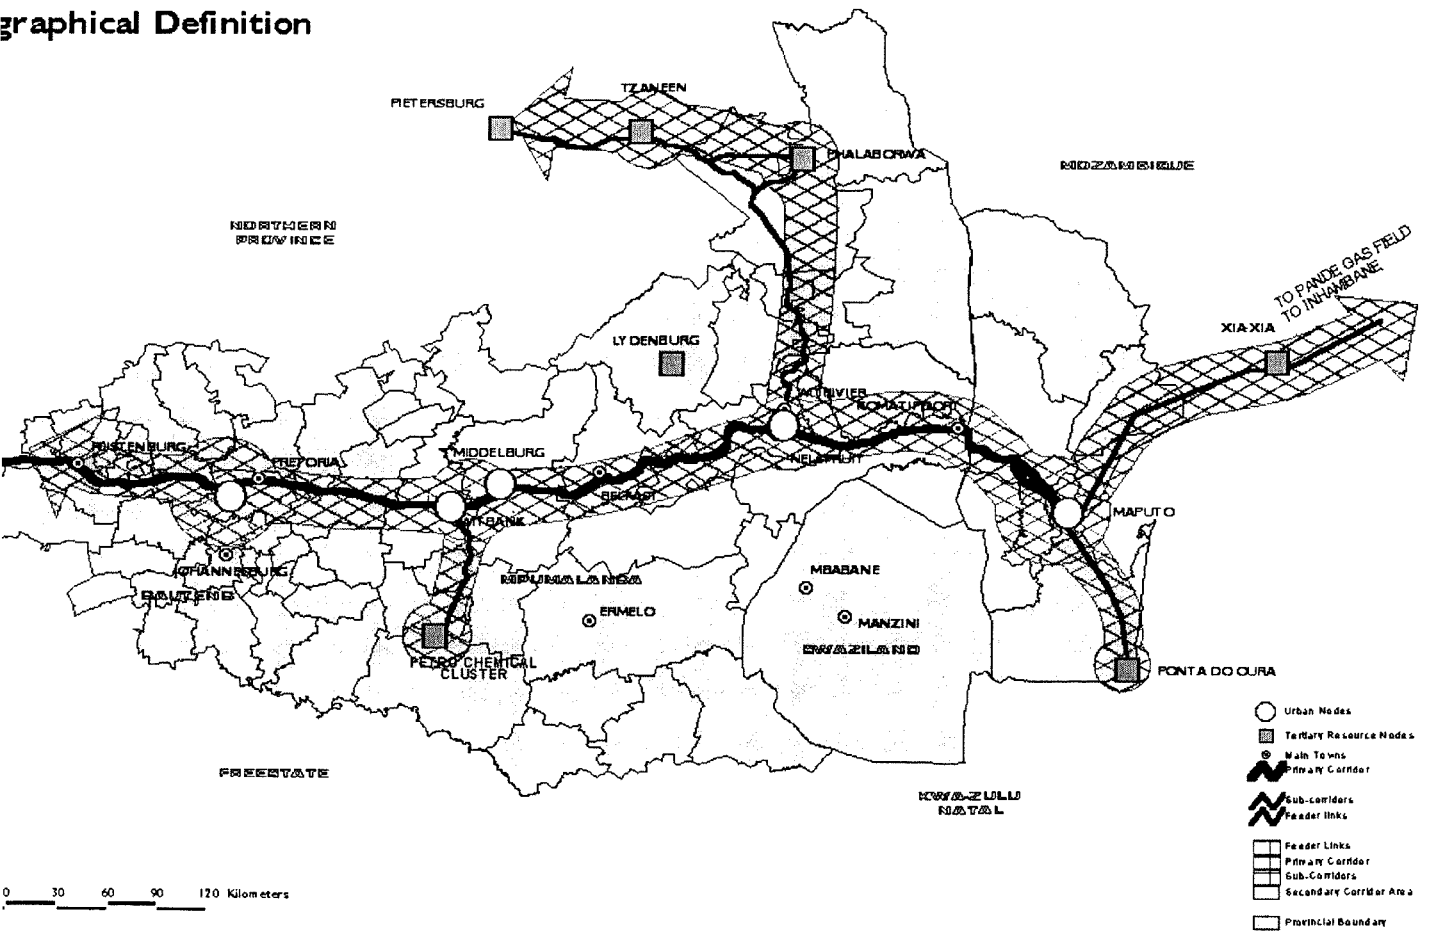 graphical Definition
TZANEEN
PIETERSBURG
PHALABORWA
MOZAMBIQUE
NORTHERN
PROVINCE
TO PANDE GAS FIELD
TO INHAMBANE
XIA-XIA
LYDENBURG
WITRIVIER
KOMATIPOORT
RUSTENBURG
PRETORIA
MIDDELBURG
NELSPRUIT
BELFAST
WITBANK
MAPUTO
JOHANNESBURG
GAUTENG
MPUMALANGA
MBABANE
ERMELO
MANZINI
SWAZILAND
PETRO CHEMICAL
CLUSTER
PONTA DO OURA
FREESTATE
KWA-ZULU
NATAL
Urban Nodes
Tertiary Resource Nodes
Main Towns
Primary Corridor
Sub-corridors
Feeder links
Feeder Links
Primary Corridor
Sub-Corridors
Secondary Corridor Area
Provincial Boundary
0 30 60 90 120 Kilometers